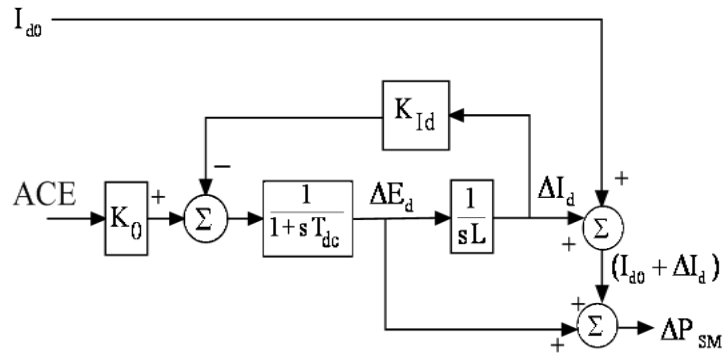 I_d0
K_Id
−
ACE
K_0
+
Σ
1
1+sT_dc
ΔE_d
1
sL
ΔI_d
+
+
Σ
(I_d0 + ΔI_d)
+
+
Σ
ΔP_SM